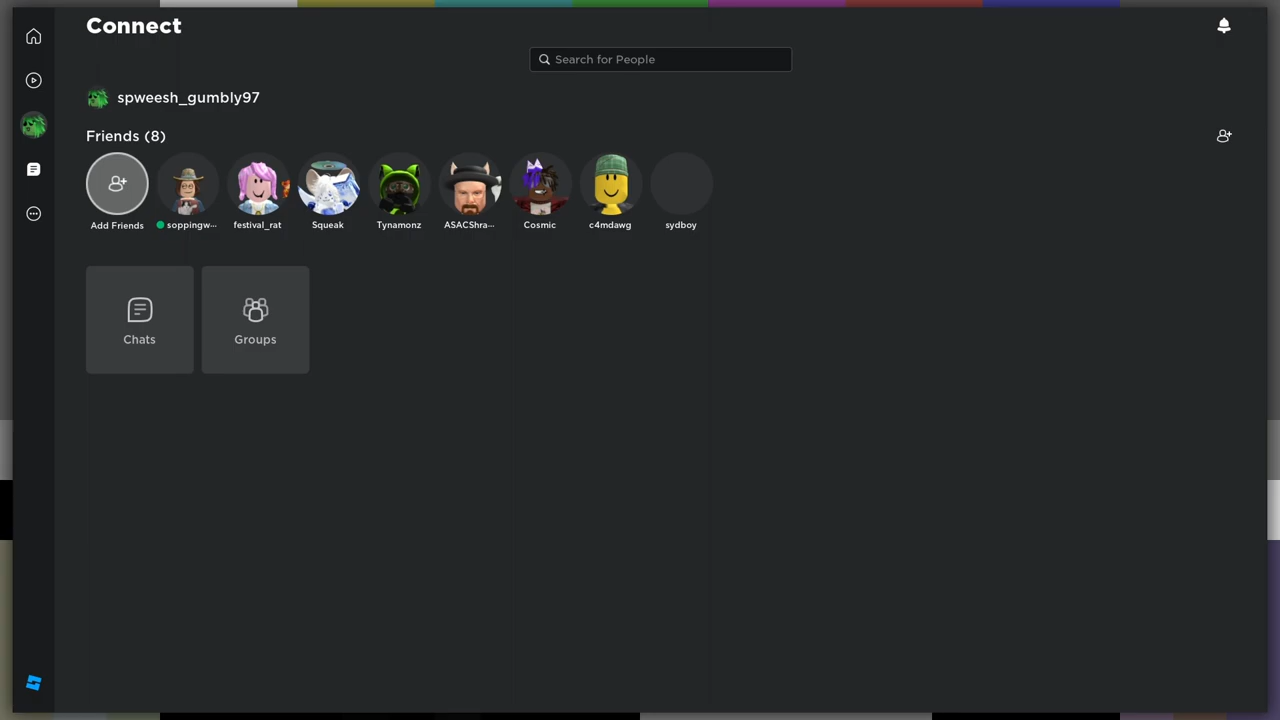 Connect
Search for People
spweesh_gumbly97
Friends (8)
Add Friends
soppingw...
festival_rat
Squeak
Tynamonz
ASACShra...
Cosmic
c4mdawg
sydboy
Chats
Groups